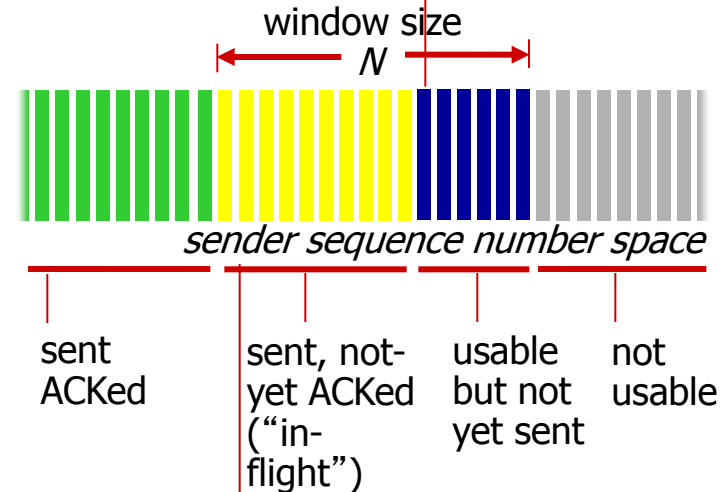 window size
N
sender sequence number space
sent
ACKed
sent, not-
yet ACKed
(“in-
flight”)
usable
but not
yet sent
not
usable